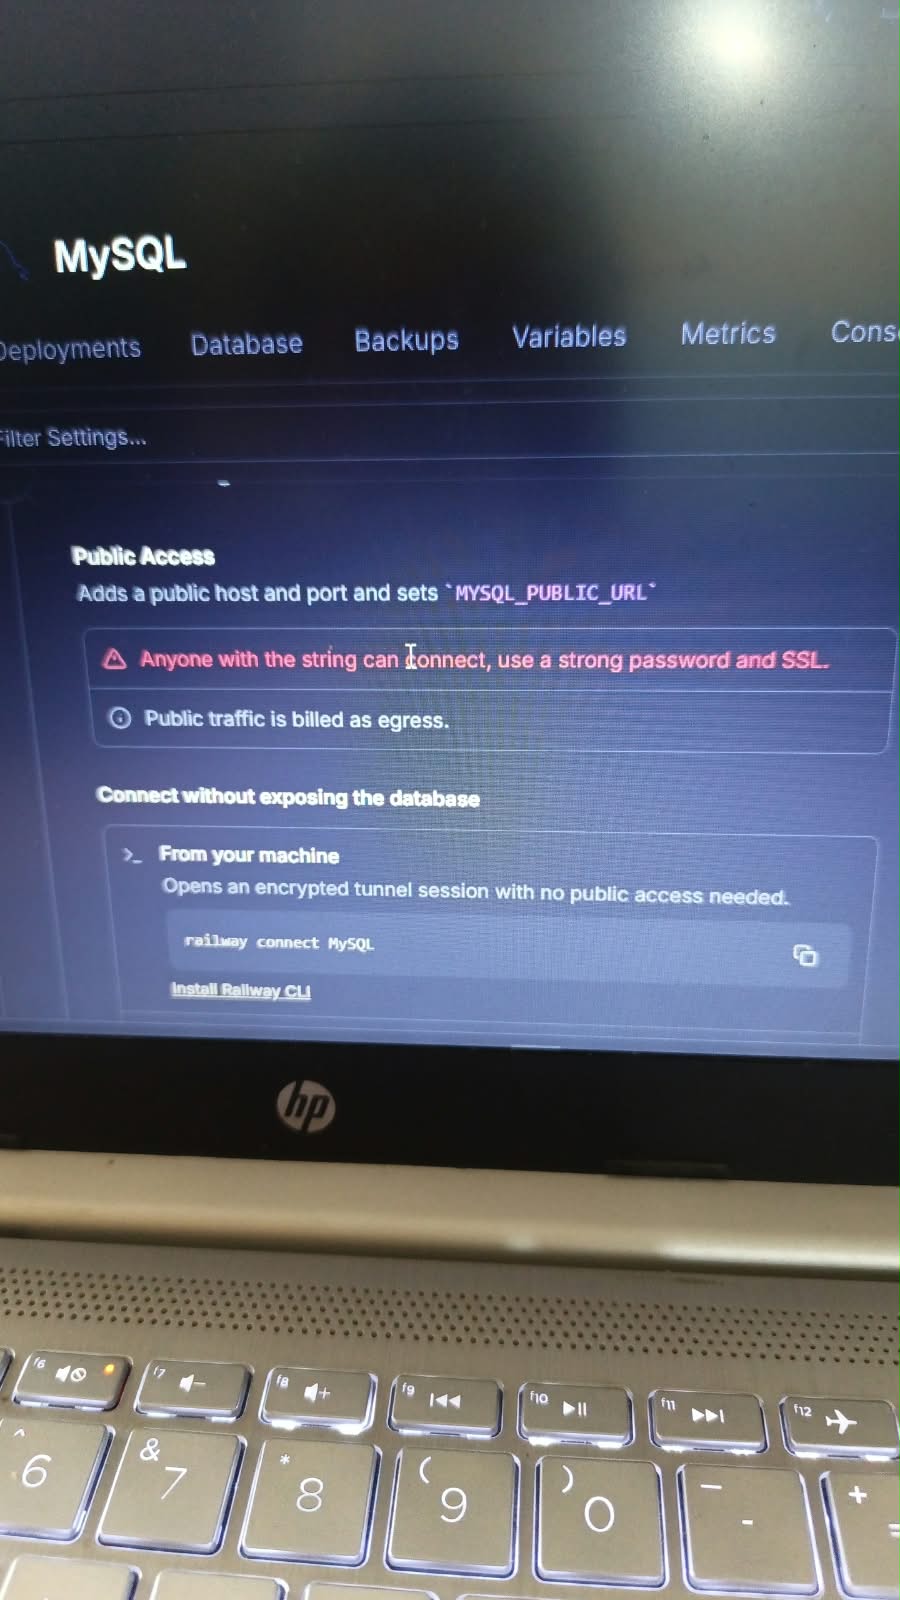 MySQL
Deployments Database Backups Variables Metrics
Filter Settings...
Public Access
Adds a public host and port and sets `MYSQL_PUBLIC_URL`
Anyone with the string can connect, use a strong password and SSL.
Public traffic is billed as egress.
Connect without exposing the database
>_ From your machine
Opens an encrypted tunnel session with no public access needed.
railway connect MySQL
Install Railway CLI
hp
f6 f7 f8 f9 f10 f11 f12
^ & * ( ) — +
6 7 8 9 0 - =